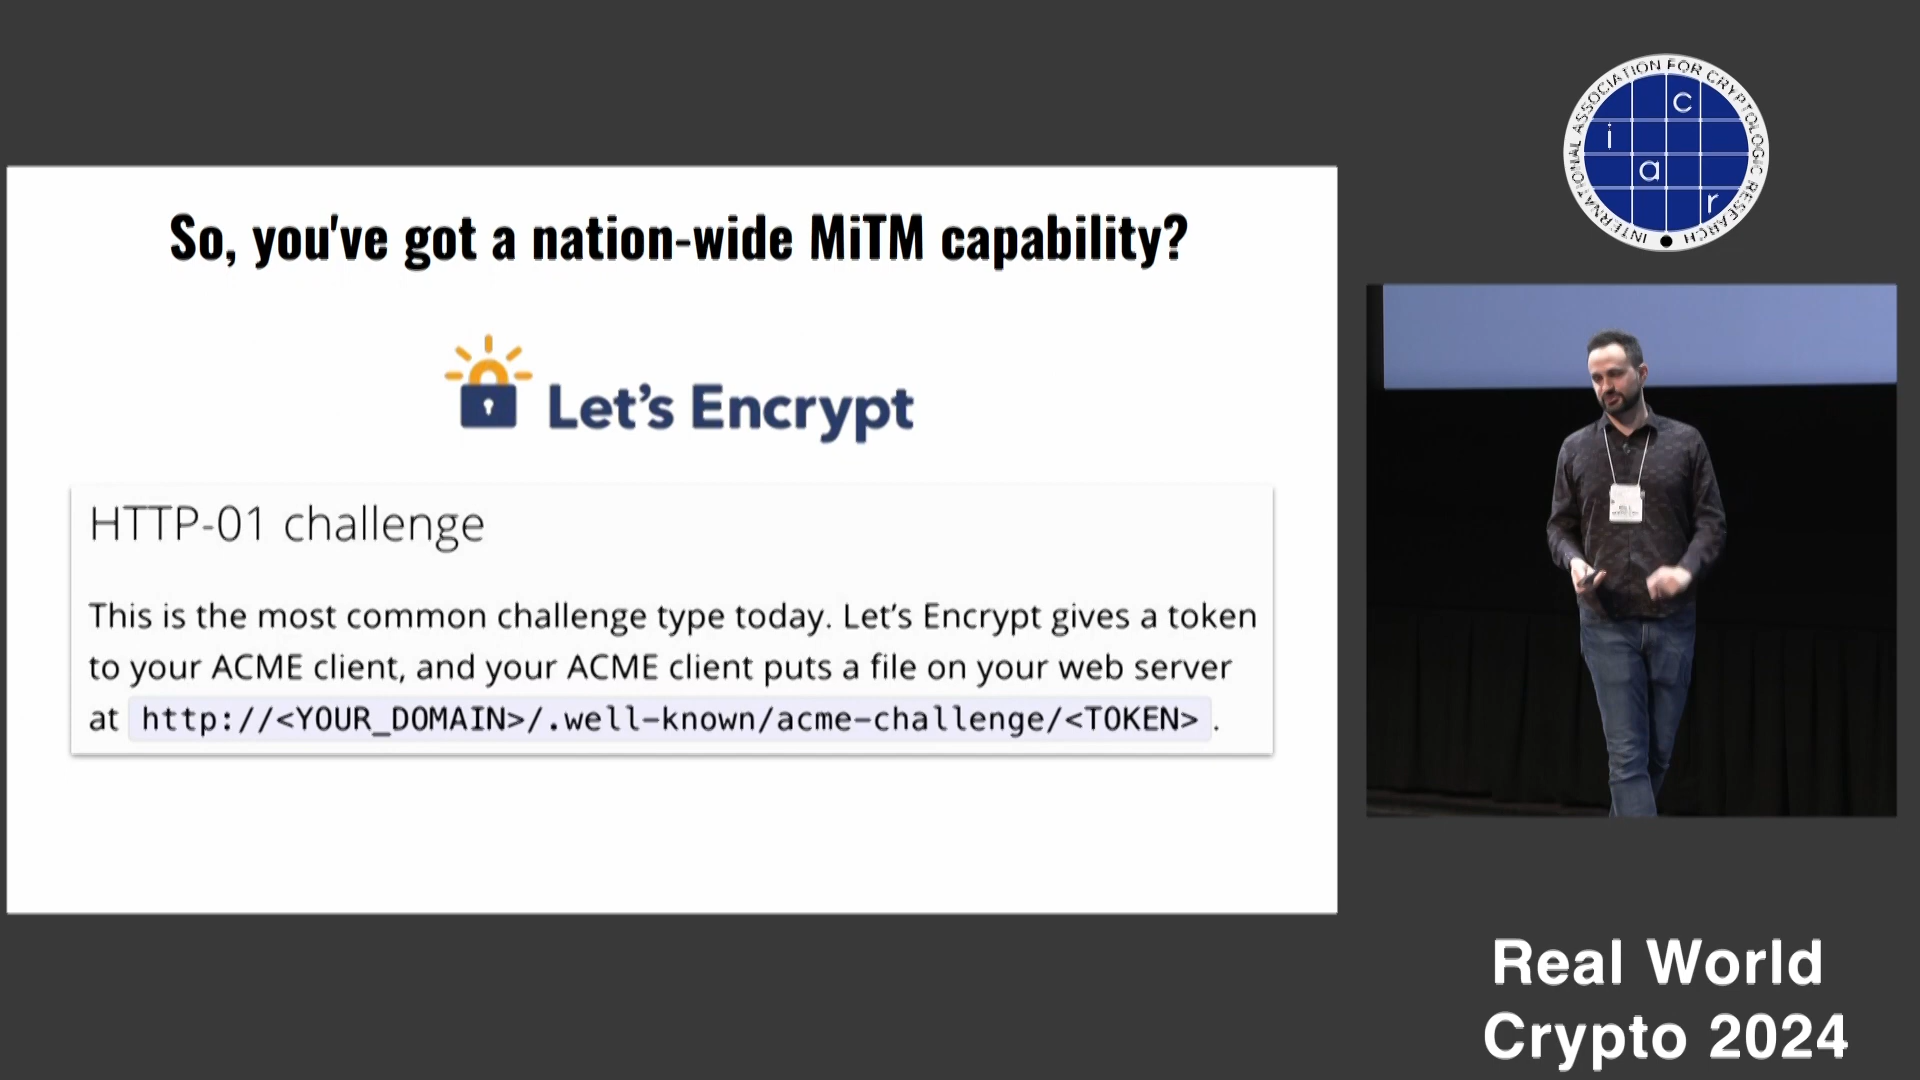 So, you've got a nation-wide MiTM capability?
Let's Encrypt
HTTP-01 challenge
This is the most common challenge type today. Let's Encrypt gives a token
to your ACME client, and your ACME client puts a file on your web server
at http://<YOUR_DOMAIN>/.well-known/acme-challenge/<TOKEN> .
INTERNATIONAL ASSOCIATION FOR CRYPTOLOGIC RESEARCH
i a c r
Real World
Crypto 2024